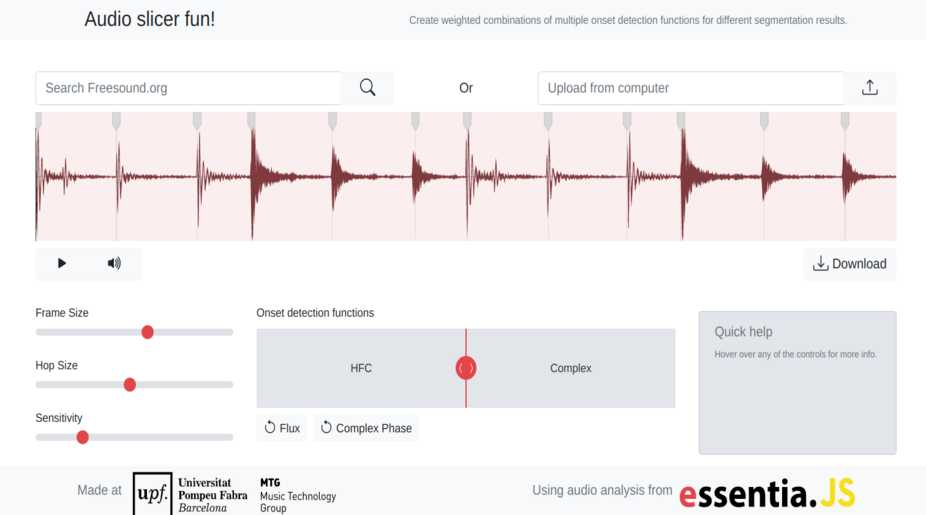 Audio slicer fun!
Create weighted combinations of multiple onset detection functions for different segmentation results.
Search Freesound.org
Or
Upload from computer
Download
Frame Size
Hop Size
Sensitivity
Onset detection functions
HFC
Complex
Flux
Complex Phase
Quick help
Hover over any of the controls for more info.
Made at
upf.
Universitat
Pompeu Fabra
Barcelona
MTG
Music Technology
Group
Using audio analysis from
essentia.JS